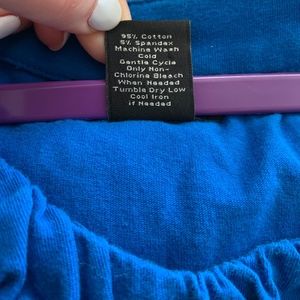 95% Cotton
5% Spandex
Machine Wash
Cold
Gentle Cycle
Only Non-
Chlorine Bleach
When Needed
Tumble Dry Low
Cool Iron
if Needed